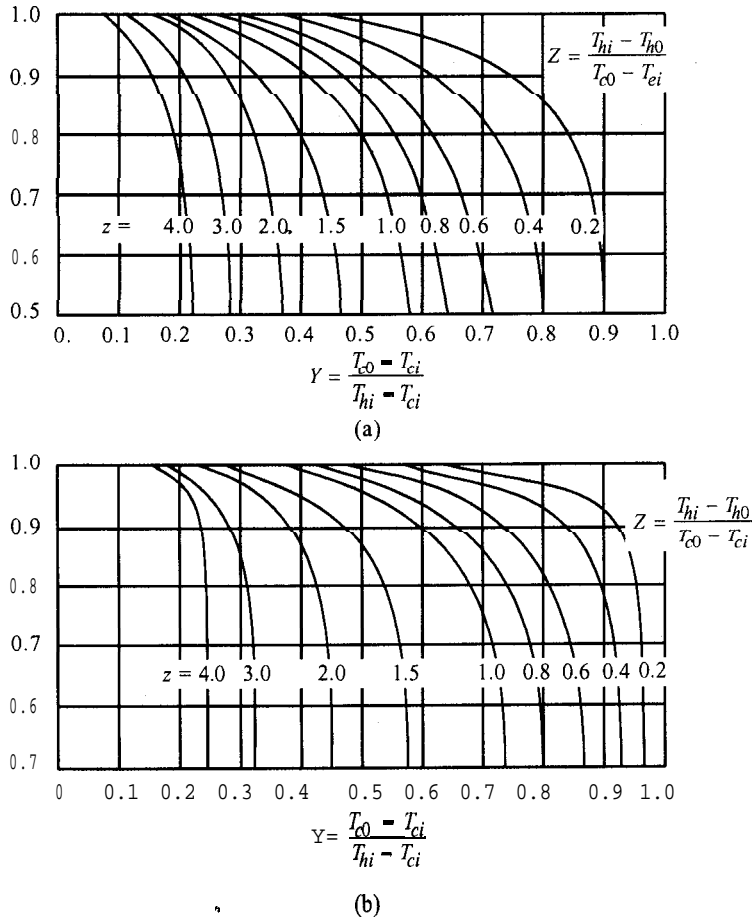 1.0
Z = (T_hi − T_h0) / (T_c0 − T_ei)
0.9
0.8
0.7
z = 4.0 3.0 2.0 1.5 1.0 0.8 0.6 0.4 0.2
0.6
0.5
0. 0.1 0.2 0.3 0.4 0.5 0.6 0.7 0.8 0.9 1.0
Y = (T_c0 − T_ci) / (T_hi − T_ci)
(a)
1.0
Z = (T_hi − T_h0) / (T_c0 − T_ci)
0.9
0.8
0.7
z = 4.0 3.0 2.0 1.5 1.0 0.8 0.6 0.4 0.2
0.6
0.7
0 0.1 0.2 0.3 0.4 0.5 0.6 0.7 0.8 0.9 1.0
Y= (T_c0 − T_ci) / (T_hi − T_ci)
(b)